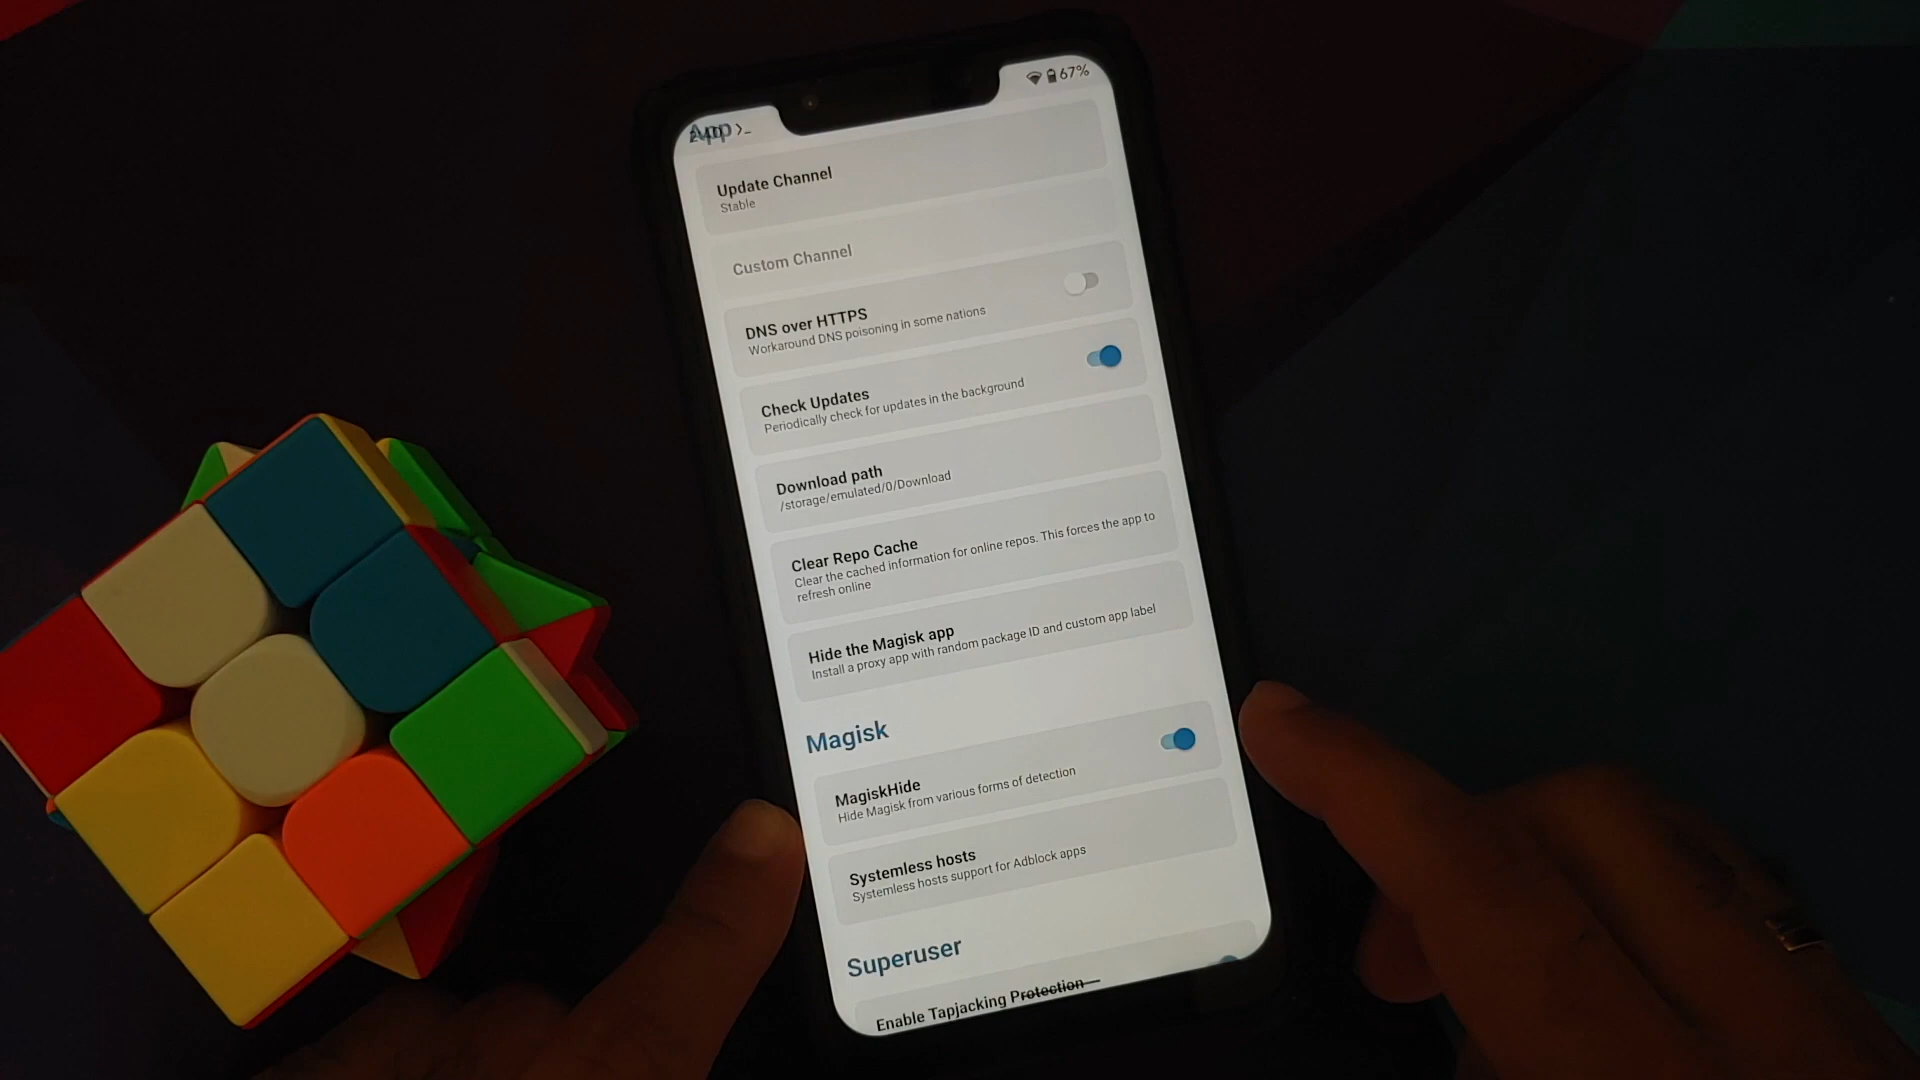 67%
App
Update Channel
Stable
Custom Channel
DNS over HTTPS
Workaround DNS poisoning in some nations
Check Updates
Periodically check for updates in the background
Download path
/storage/emulated/0/Download
Clear Repo Cache
Clear the cached information for online repos. This forces the app to
refresh online
Hide the Magisk app
Install a proxy app with random package ID and custom app label
Magisk
MagiskHide
Hide Magisk from various forms of detection
Systemless hosts
Systemless hosts support for Adblock apps
Superuser
Enable Tapjacking Protection